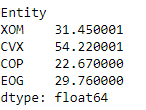 Entity
XOM    31.450001
CVX    54.220001
COP    22.670000
EOG    29.760000
dtype: float64